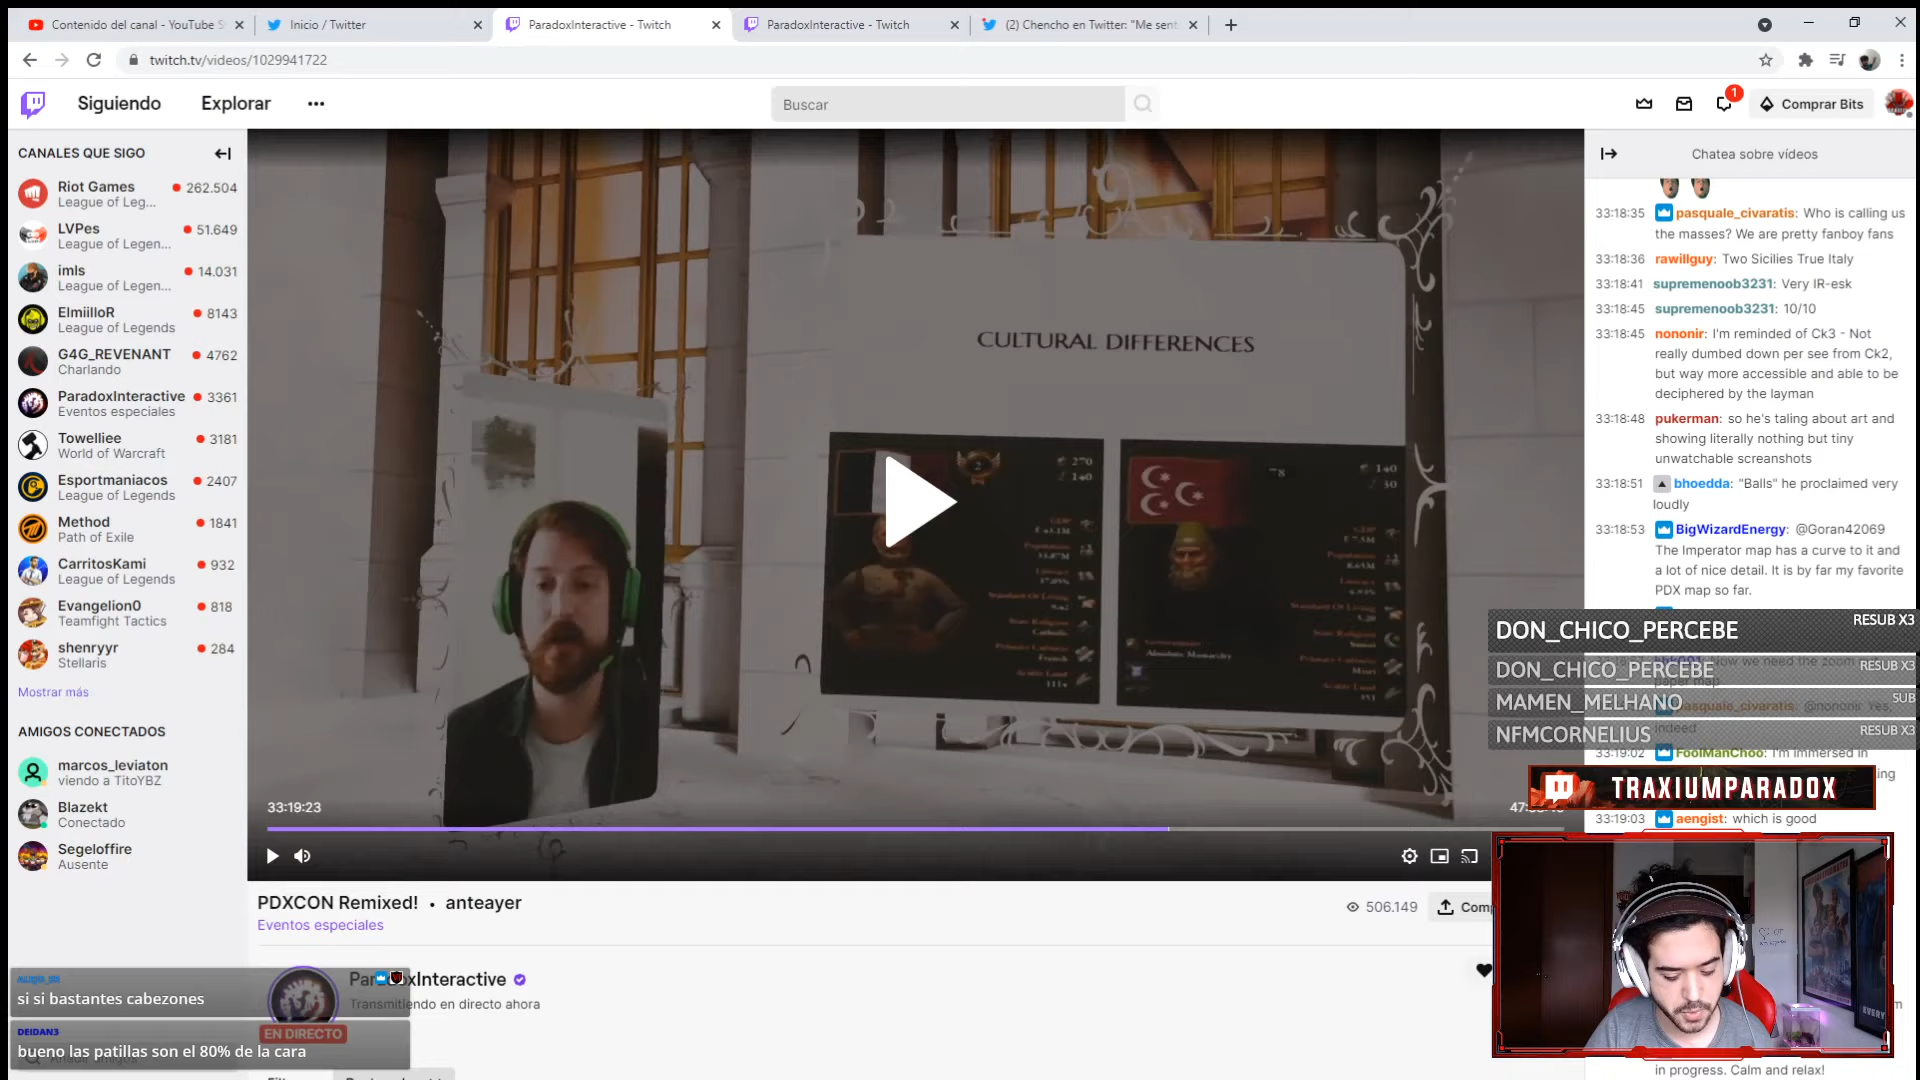 Contenido del canal - YouTube S
Inicio / Twitter
ParadoxInteractive - Twitch
ParadoxInteractive - Twitch
(2) Chencho en Twitter: "Me sent
twitch.tv/videos/1029941722
Siguiendo
Explorar
Buscar
1
Comprar Bits
CANALES QUE SIGO
Riot Games
262.504
League of Leg...
LVPes
51.649
League of Legen...
imls
14.031
League of Legen...
ElmiilloR
8143
League of Legends
G4G_REVENANT
4762
Charlando
ParadoxInteractive
3361
Eventos especiales
Towelliee
3181
World of Warcraft
Esportmaniacos
2407
League of Legends
Method
1841
Path of Exile
CarritosKami
932
League of Legends
Evangelion0
818
Teamfight Tactics
shenryyr
284
Stellaris
Mostrar más
AMIGOS CONECTADOS
marcos_leviaton
viendo a TitoYBZ
Blazekt
Conectado
Segeloffire
Ausente
CULTURAL DIFFERENCES
33:19:23
PDXCON Remixed! • anteayer
Eventos especiales
506.149
ParadoxInteractive
Transmitiendo en directo ahora
EN DIRECTO
si si bastantes cabezones
DEIDAN3
bueno las patillas son el 80% de la cara
Chatea sobre vídeos
33:18:35 pasquale_civaratis: Who is calling us
the masses? We are pretty fanboy fans
33:18:36 rawillguy: Two Sicilies True Italy
33:18:41 supremenoob3231: Very IR-esk
33:18:45 supremenoob3231: 10/10
33:18:45 nononir: I'm reminded of Ck3 - Not
really dumbed down per see from Ck2,
but way more accessible and able to be
deciphered by the layman
33:18:48 pukerman: so he's taling about art and
showing literally nothing but tiny
unwatchable screanshots
33:18:51 bhoedda: "Balls" he proclaimed very
loudly
33:18:53 BigWizardEnergy: @Goran42069
The Imperator map has a curve to it and
a lot of nice detail. It is by far my favorite
PDX map so far.
DON_CHICO_PERCEBE RESUB X3
DON_CHICO_PERCEBE RESUB X3
MAMEN_MELHANO SUB
NFMCORNELIUS RESUB X3
33:19:02 FoolManChoo: I'm immersed in
TRAXIUMPARADOX
33:19:03 aengist: which is good
in progress. Calm and relax!